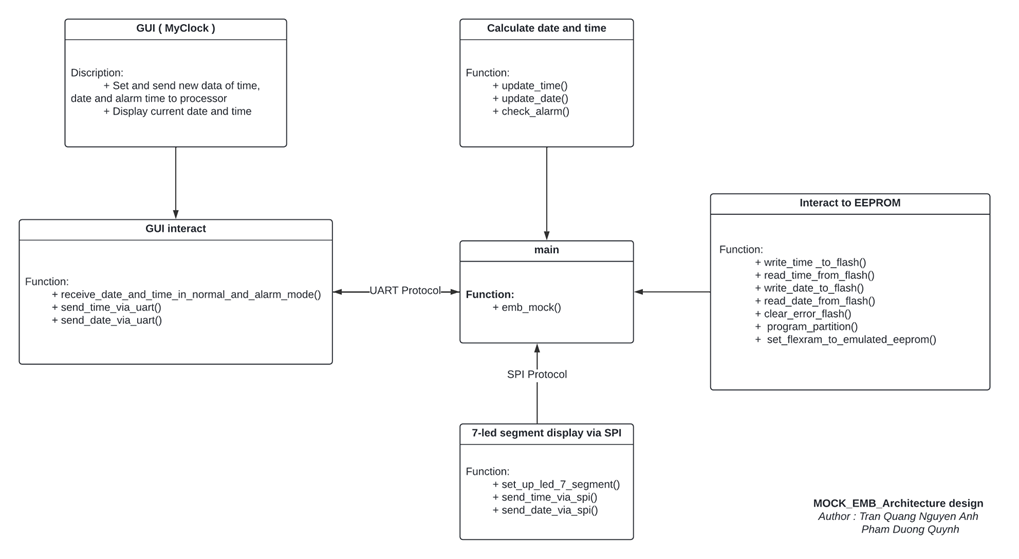 GUI ( MyClock )
Discription:
+ Set and send new data of time,
date and alarm time to processor
+ Display current date and time
Calculate date and time
Function:
+ update_time()
+ update_date()
+ check_alarm()
GUI interact
Function:
+ receive_date_and_time_in_normal_and_alarm_mode()
+ send_time_via_uart()
+ send_date_via_uart()
UART Protocol
main
Function:
+ emb_mock()
Interact to EEPROM
Function:
+ write_time _to_flash()
+ read_time_from_flash()
+ write_date_to_flash()
+ read_date_from_flash()
+ clear_error_flash()
+ program_partition()
+ set_flexram_to_emulated_eeprom()
SPI Protocol
7-led segment display via SPI
Function:
+ set_up_led_7_segment()
+ send_time_via_spi()
+ send_date_via_spi()
MOCK_EMB_Architecture design
Author : Tran Quang Nguyen Anh
Pham Duong Quynh